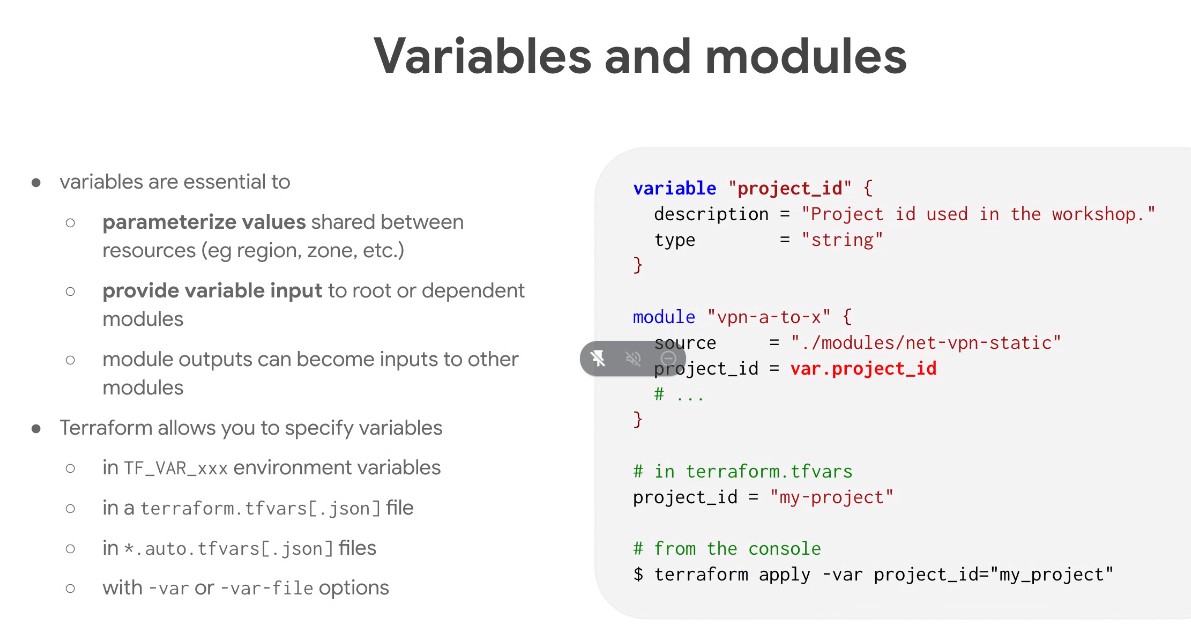 Variables and modules
● variables are essential to
○ parameterize values shared between
resources (eg region, zone, etc.)
○ provide variable input to root or dependent
modules
○ module outputs can become inputs to other
modules
● Terraform allows you to specify variables
○ in TF_VAR_xxx environment variables
○ in a terraform.tfvars[.json] file
○ in *.auto.tfvars[.json] files
○ with -var or -var-file options
variable "project_id" {
  description = "Project id used in the workshop."
  type        = "string"
}
module "vpn-a-to-x" {
  source     = "./modules/net-vpn-static"
  project_id = var.project_id
  # ...
}
# in terraform.tfvars
project_id = "my-project"
# from the console
$ terraform apply -var project_id="my_project"